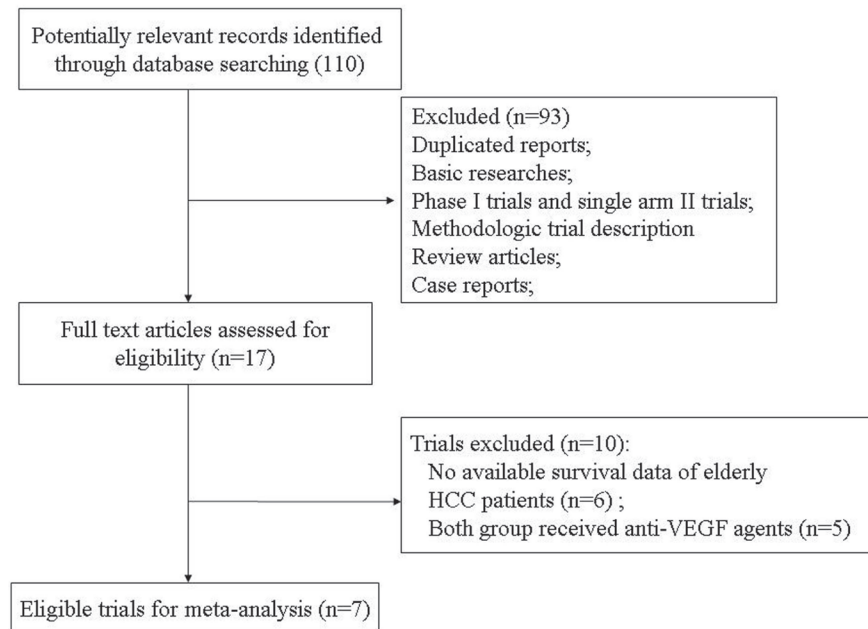 Potentially relevant records identified
through database searching (110)
Excluded (n=93)
Duplicated reports;
Basic researches;
Phase I trials and single arm II trials;
Methodologic trial description
Review articles;
Case reports;
Full text articles assessed for
eligibility (n=17)
Trials excluded (n=10):
No available survival data of elderly
HCC patients (n=6) ;
Both group received anti-VEGF agents (n=5)
Eligible trials for meta-analysis (n=7)